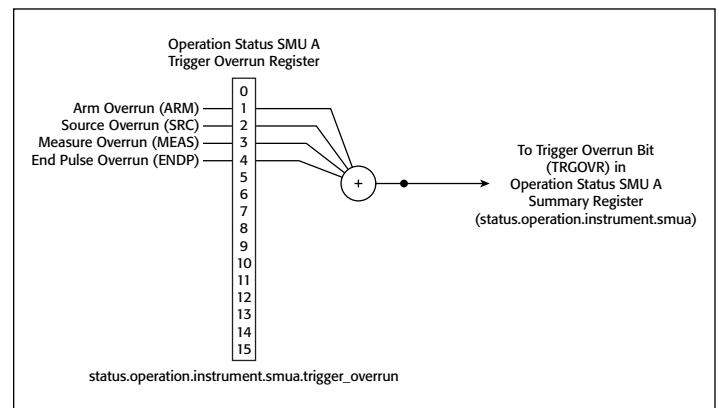 Operation Status SMU A
Trigger Overrun Register
0
Arm Overrun (ARM) 1
Source Overrun (SRC) 2
Measure Overrun (MEAS) 3
End Pulse Overrun (ENDP) 4
5
6
7
8
9
10
11
12
13
14
15
+
To Trigger Overrun Bit
(TRGOVR) in
Operation Status SMU A
Summary Register
(status.operation.instrument.smua)
status.operation.instrument.smua.trigger_overrun